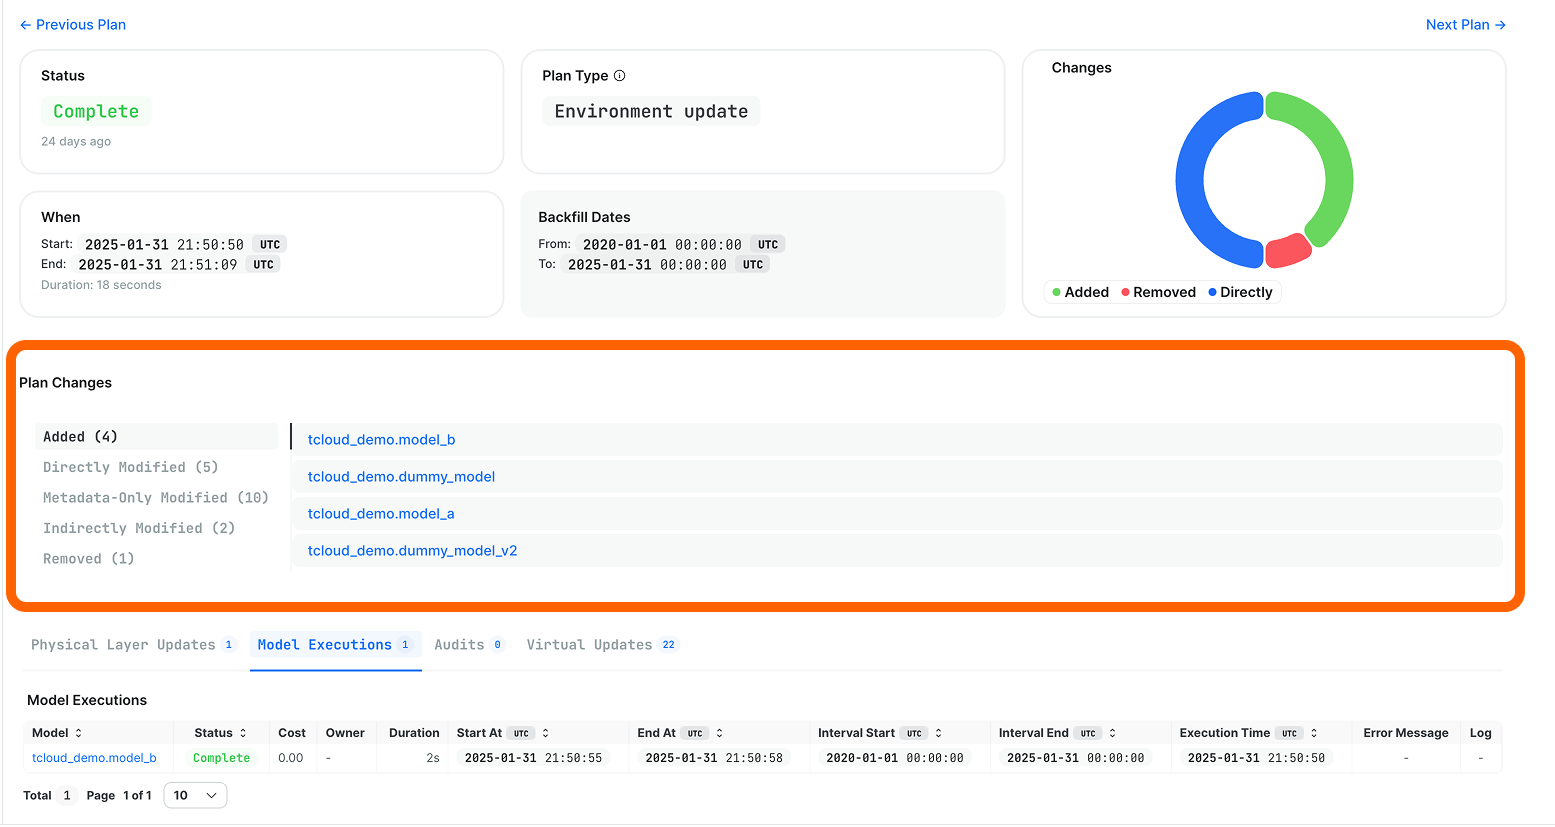 ← Previous Plan
Next Plan →
Status
Complete
24 days ago
Plan Type
Environment update
Changes
Added Removed Directly
When
Start: 2025-01-31 21:50:50 UTC
End: 2025-01-31 21:51:09 UTC
Duration: 18 seconds
Backfill Dates
From: 2020-01-01 00:00:00 UTC
To: 2025-01-31 00:00:00 UTC
Plan Changes
Added (4)
Directly Modified (5)
Metadata-Only Modified (10)
Indirectly Modified (2)
Removed (1)
tcloud_demo.model_b
tcloud_demo.dummy_model
tcloud_demo.model_a
tcloud_demo.dummy_model_v2
Physical Layer Updates 1 Model Executions 1 Audits 0 Virtual Updates 22
Model Executions
Model Status Cost Owner Duration Start At UTC End At UTC Interval Start UTC Interval End UTC Execution Time UTC Error Message Log
tcloud_demo.model_b Complete 0.00 - 2s 2025-01-31 21:50:55 2025-01-31 21:50:58 2020-01-01 00:00:00 2025-01-31 00:00:00 2025-01-31 21:50:50 - -
Total 1 Page 1 of 1 10